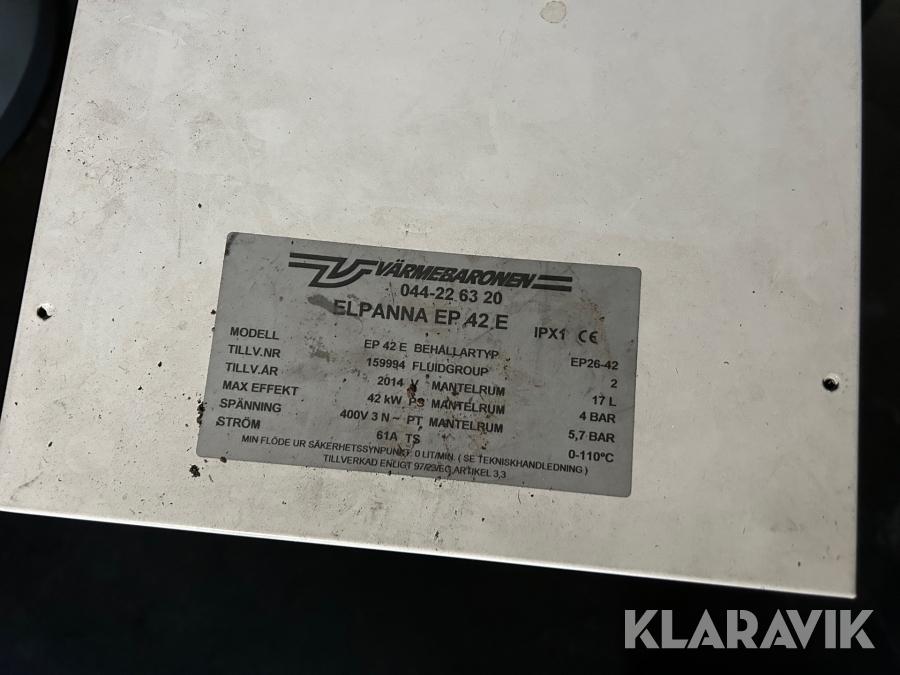 VÄRMEBARONEN
044-22 63 20
ELPANNA EP 42 E IPX1 CE
MODELL EP 42 E BEHÅLLARTYP EP26-42
TILLV.NR 159994 FLUIDGROUP 2
TILLV.ÅR 2014 V MANTELRUM 17 L
MAX EFFEKT 42 kW PS MANTELRUM 4 BAR
SPÄNNING 400V 3 N~ PT MANTELRUM 5,7 BAR
STRÖM 61A TS 0-110°C
MIN FLÖDE UR SÄKERHETSSYNPUNKT: 0 LIT/MIN. ( SE TEKNISKHANDLEDNING )
TILLVERKAD ENLIGT 97/23/EG ARTIKEL 3,3
KLARAVIK